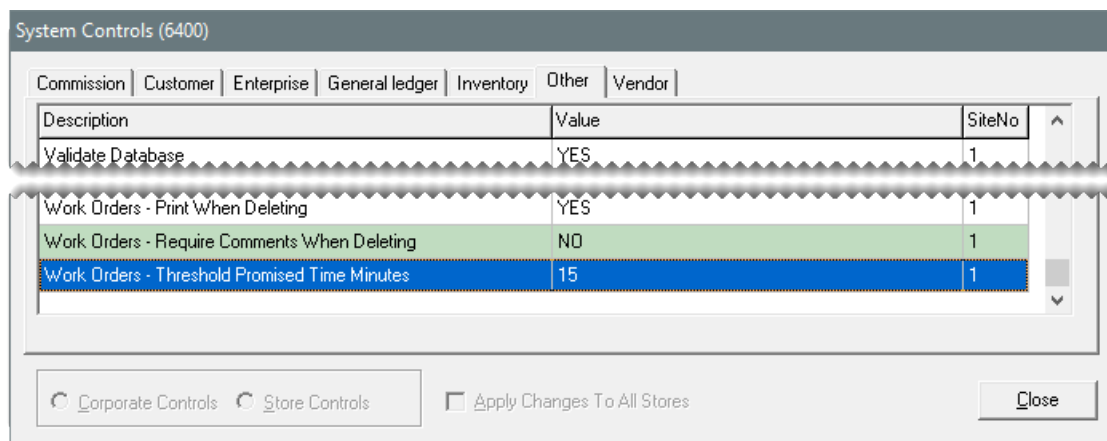 System Controls (6400)
Commission Customer Enterprise General ledger Inventory Other Vendor
Description Value SiteNo
Validate Database YES 1
Work Orders - Print When Deleting YES 1
Work Orders - Require Comments When Deleting NO 1
Work Orders - Threshold Promised Time Minutes 15 1
Corporate Controls Store Controls Apply Changes To All Stores Close